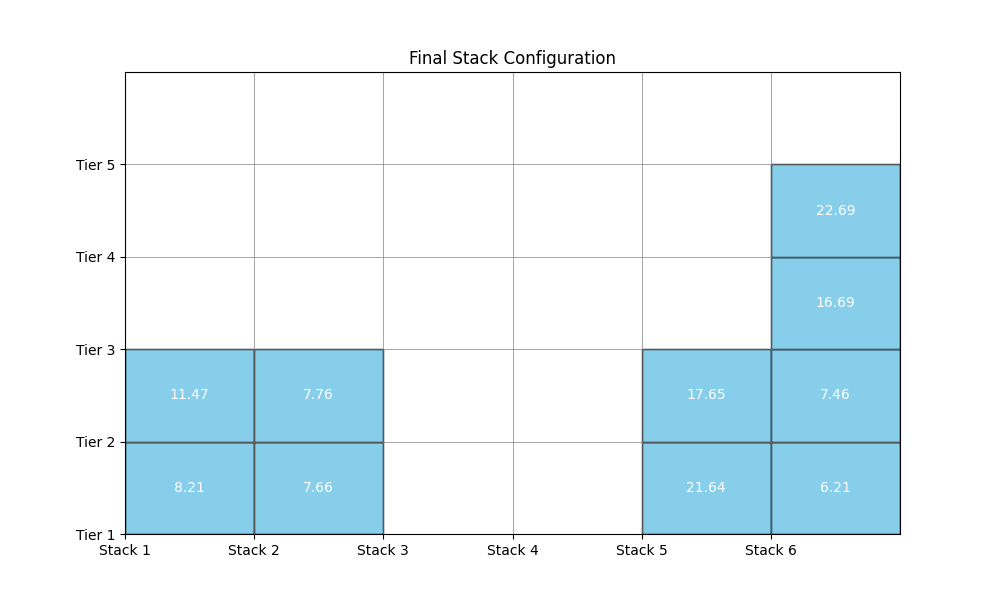 Final Stack Configuration
Tier 5
22.69
Tier 4
16.69
Tier 3
11.47 7.76 17.65 7.46
Tier 2
8.21 7.66 21.64 6.21
Tier 1
Stack 1 Stack 2 Stack 3 Stack 4 Stack 5 Stack 6